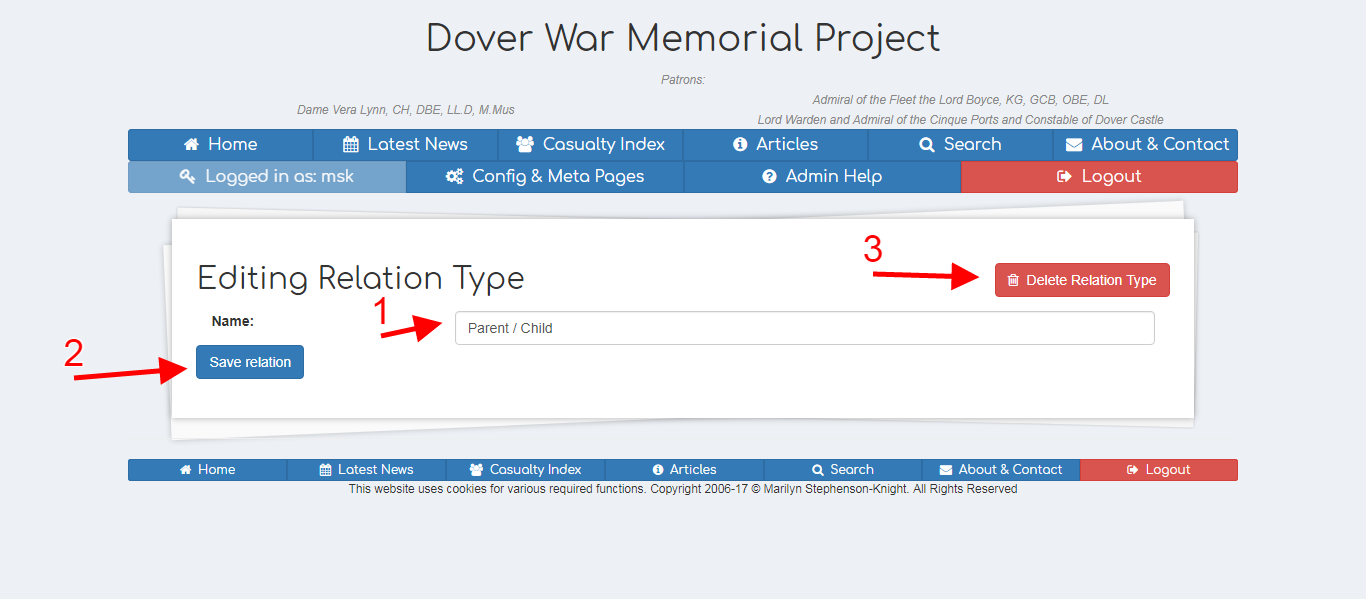 Dover War Memorial Project
Patrons:
Dame Vera Lynn, CH, DBE, LL.D, M.Mus
Admiral of the Fleet the Lord Boyce, KG, GCB, OBE, DL
Lord Warden and Admiral of the Cinque Ports and Constable of Dover Castle
Home Latest News Casualty Index Articles Search About & Contact
Logged in as: msk Config & Meta Pages Admin Help Logout
3
Editing Relation Type Delete Relation Type
1
Name: Parent / Child
2
Save relation
Home Latest News Casualty Index Articles Search About & Contact Logout
This website uses cookies for various required functions. Copyright 2006-17 © Marilyn Stephenson-Knight. All Rights Reserved